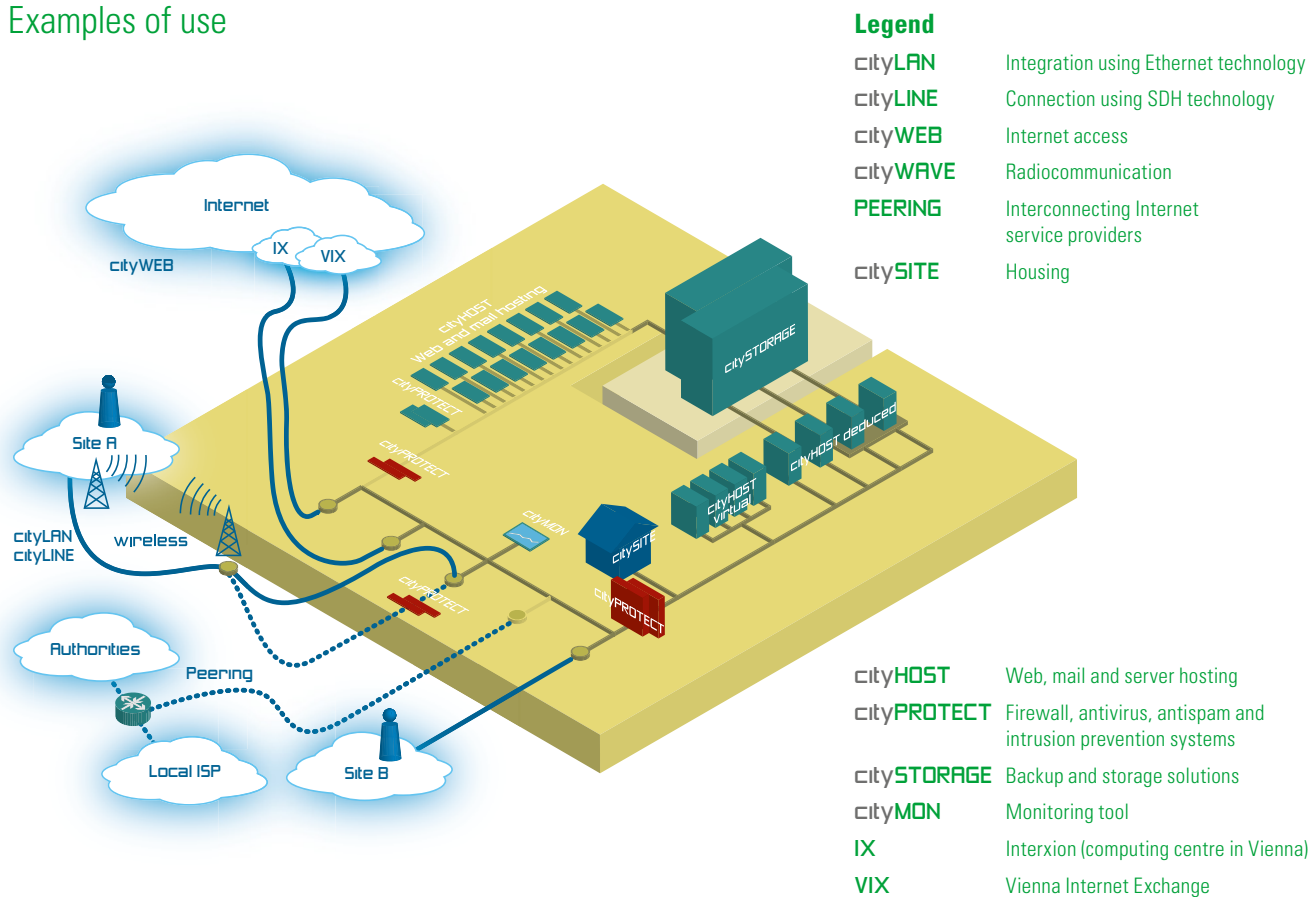 Examples of use
Legend
cityLAN Integration using Ethernet technology
cityLINE Connection using SDH technology
cityWEB Internet access
cityWAVE Radiocommunication
PEERING Interconnecting Internet
service providers
citySITE Housing
Internet
IX
VIX
cityWEB
cityHOST
Web and mail hosting
cityPROTECT
citySTORAGE
cityPROTECT
cityHOST deduced
cityHOST
virtual
Site A
cityMON
citySITE
cityLAN
cityLINE
wireless
cityPROTECT
cityPROTECT
Authorities
Peering
Local ISP
Site B
cityHOST Web, mail and server hosting
cityPROTECT Firewall, antivirus, antispam and
intrusion prevention systems
citySTORAGE Backup and storage solutions
cityMON Monitoring tool
IX Interxion (computing centre in Vienna)
VIX Vienna Internet Exchange